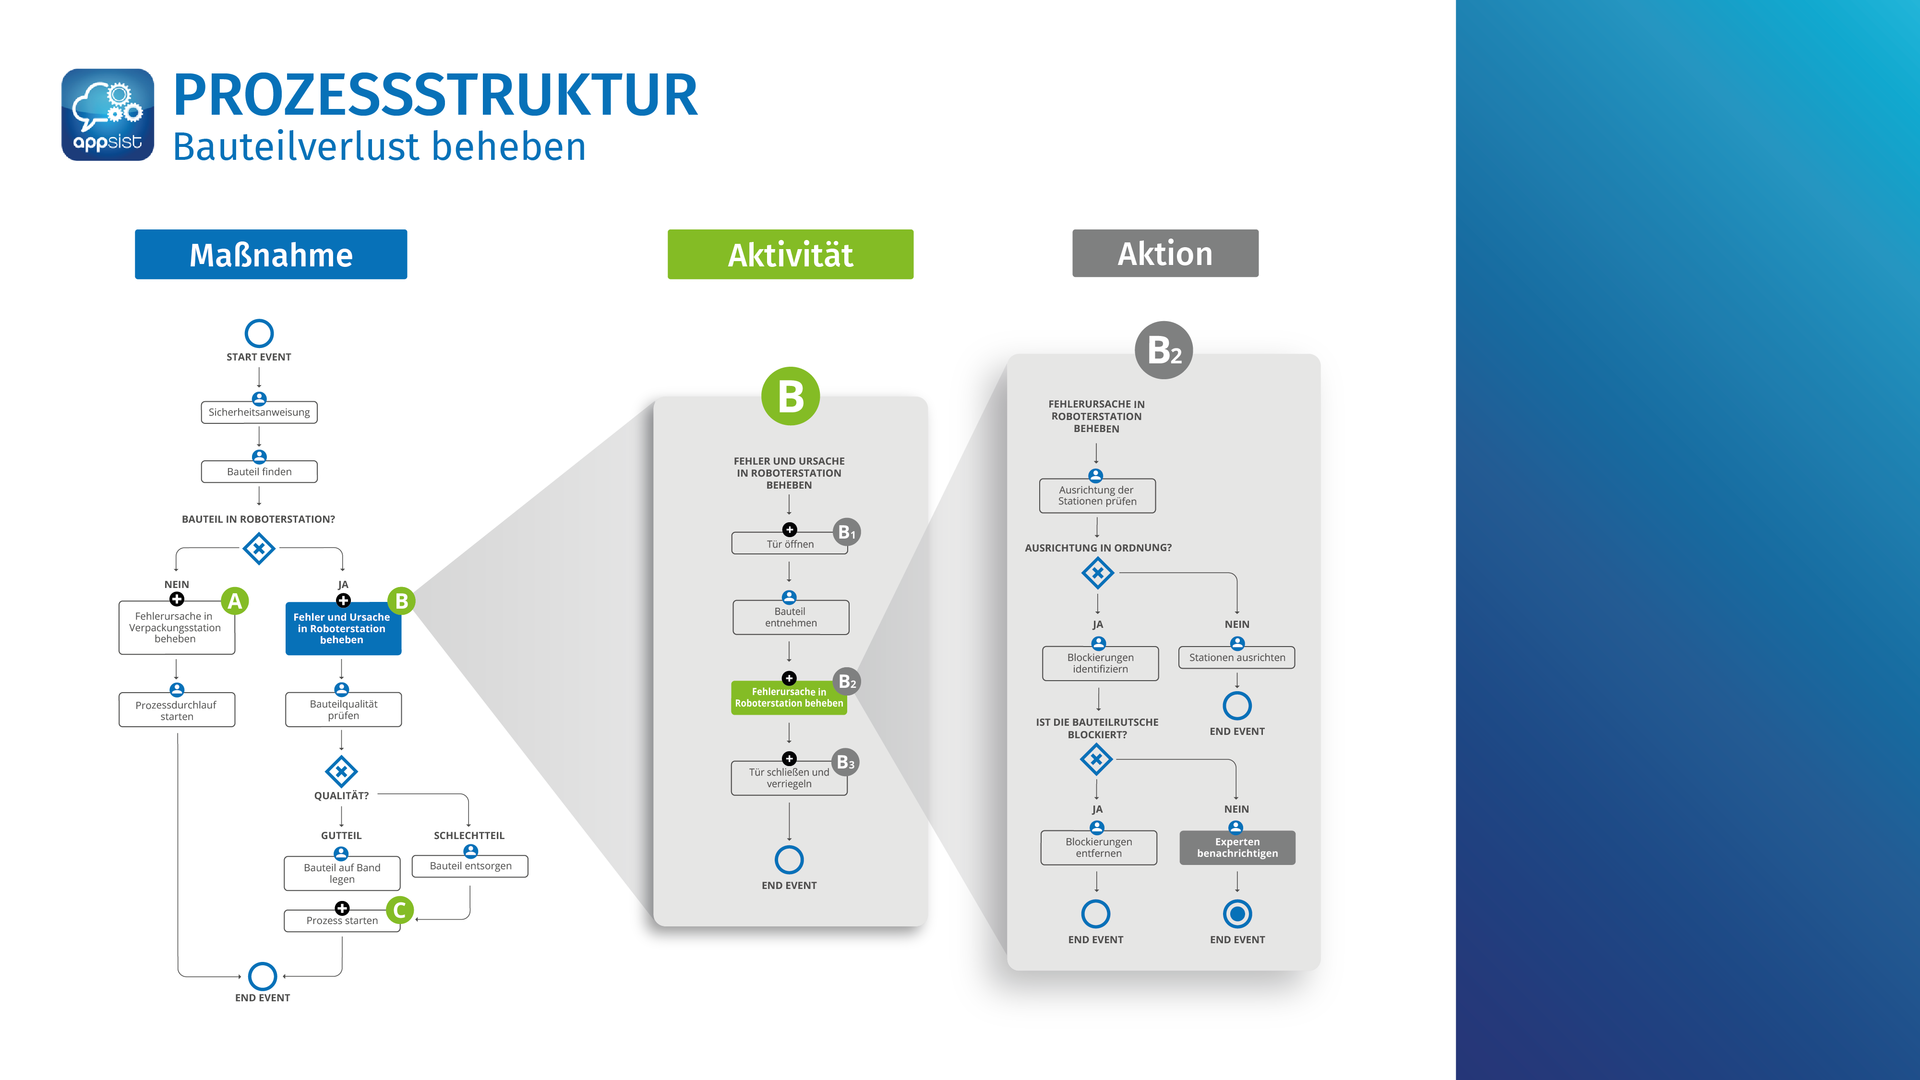 appsist
PROZESSSTRUKTUR
Bauteilverlust beheben
Maßnahme
START EVENT
Sicherheitsanweisung
Bauteil finden
BAUTEIL IN ROBOTERSTATION?
NEIN
A
Fehlerursache in
Verpackungsstation
beheben
Prozessdurchlauf
starten
JA
B
Fehler und Ursache
in Roboterstation
beheben
Bauteilqualität
prüfen
QUALITÄT?
GUTTEIL
Bauteil auf Band
legen
SCHLECHTTEIL
Bauteil entsorgen
C
Prozess starten
END EVENT
Aktivität
B
FEHLER UND URSACHE
IN ROBOTERSTATION
BEHEBEN
B1
Tür öffnen
Bauteil
entnehmen
B2
Fehlerursache in
Roboterstation beheben
B3
Tür schließen und
verriegeln
END EVENT
Aktion
B2
FEHLERURSACHE IN
ROBOTERSTATION
BEHEBEN
Ausrichtung der
Stationen prüfen
AUSRICHTUNG IN ORDNUNG?
JA
Blockierungen
identifiziern
NEIN
Stationen ausrichten
END EVENT
IST DIE BAUTEILRUTSCHE
BLOCKIERT?
JA
Blockierungen
entfernen
END EVENT
NEIN
Experten
benachrichtigen
END EVENT